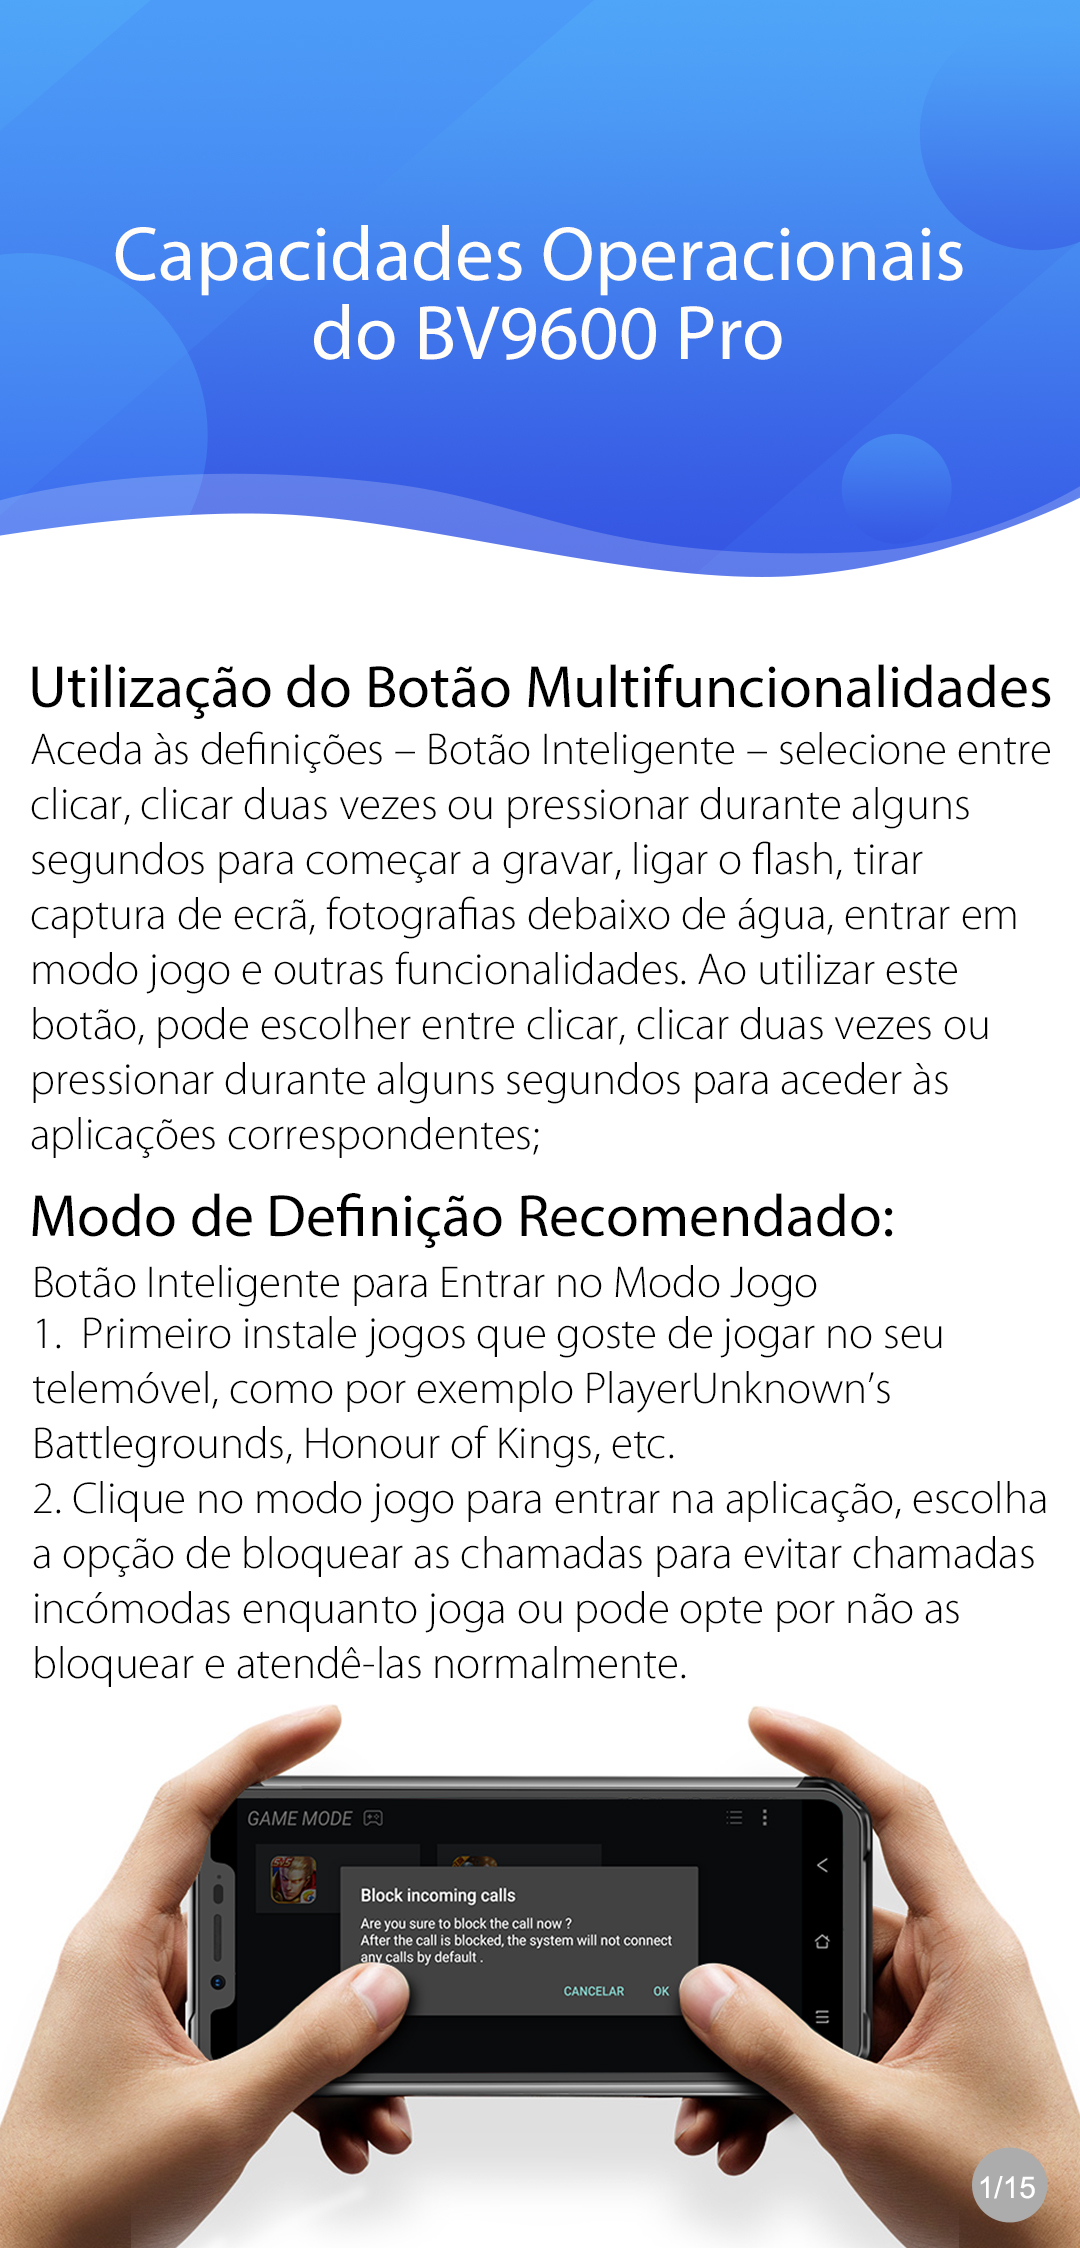 Capacidades Operacionais
do BV9600 Pro
Utilização do Botão Multifuncionalidades
Aceda às definições – Botão Inteligente – selecione entre
clicar, clicar duas vezes ou pressionar durante alguns
segundos para começar a gravar, ligar o flash, tirar
captura de ecrã, fotografias debaixo de água, entrar em
modo jogo e outras funcionalidades. Ao utilizar este
botão, pode escolher entre clicar, clicar duas vezes ou
pressionar durante alguns segundos para aceder às
aplicações correspondentes;
Modo de Definição Recomendado:
Botão Inteligente para Entrar no Modo Jogo
1. Primeiro instale jogos que goste de jogar no seu
telemóvel, como por exemplo PlayerUnknown’s
Battlegrounds, Honour of Kings, etc.
2. Clique no modo jogo para entrar na aplicação, escolha
a opção de bloquear as chamadas para evitar chamadas
incómodas enquanto joga ou pode opte por não as
bloquear e atendê-las normalmente.
GAME MODE
5v5
Block incoming calls
Are you sure to block the call now ?
After the call is blocked, the system will not connect
any calls by default .
CANCELAR OK
1/15